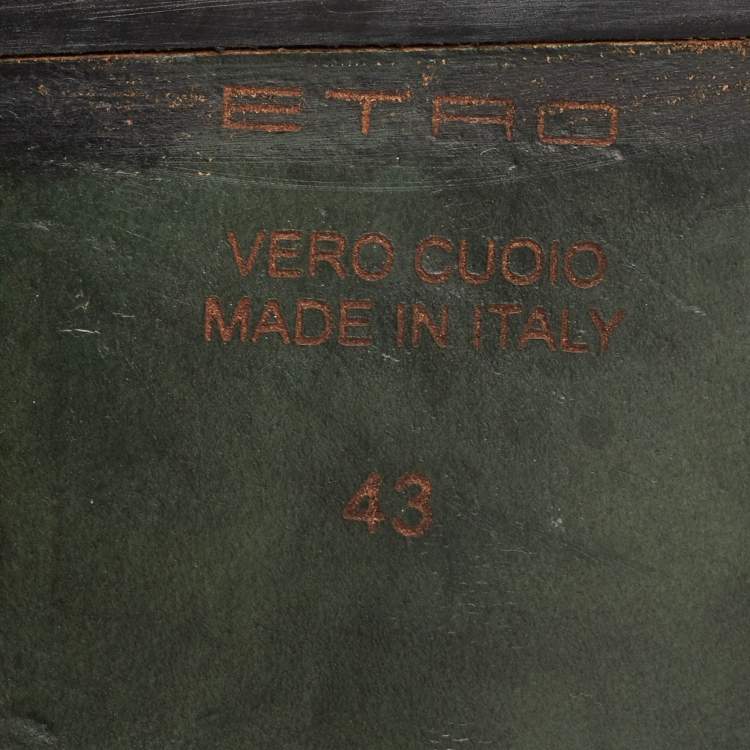 ETRO
VERO CUOIO
MADE IN ITALY
43